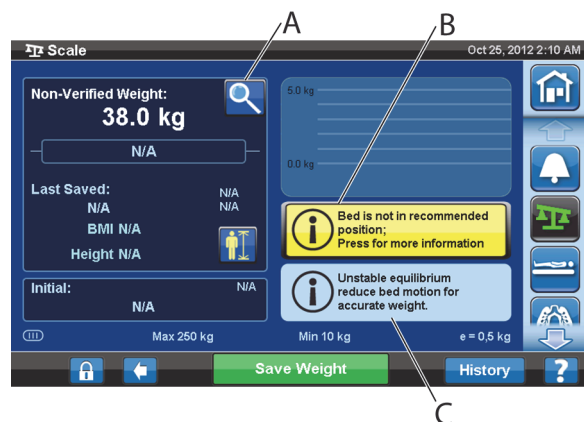 A
B
Scale
Oct 25, 2012 2:10 AM
Non-Verified Weight:
38.0 kg
N/A
Last Saved:
N/A
N/A
N/A
BMI N/A
Height N/A
Initial:
N/A
N/A
5.0 kg
0.0 kg
Bed is not in recommended
position;
Press for more information
Unstable equilibrium
reduce bed motion for
accurate weight.
Max 250 kg
Min 10 kg
e = 0,5 kg
Save Weight
History
?
C